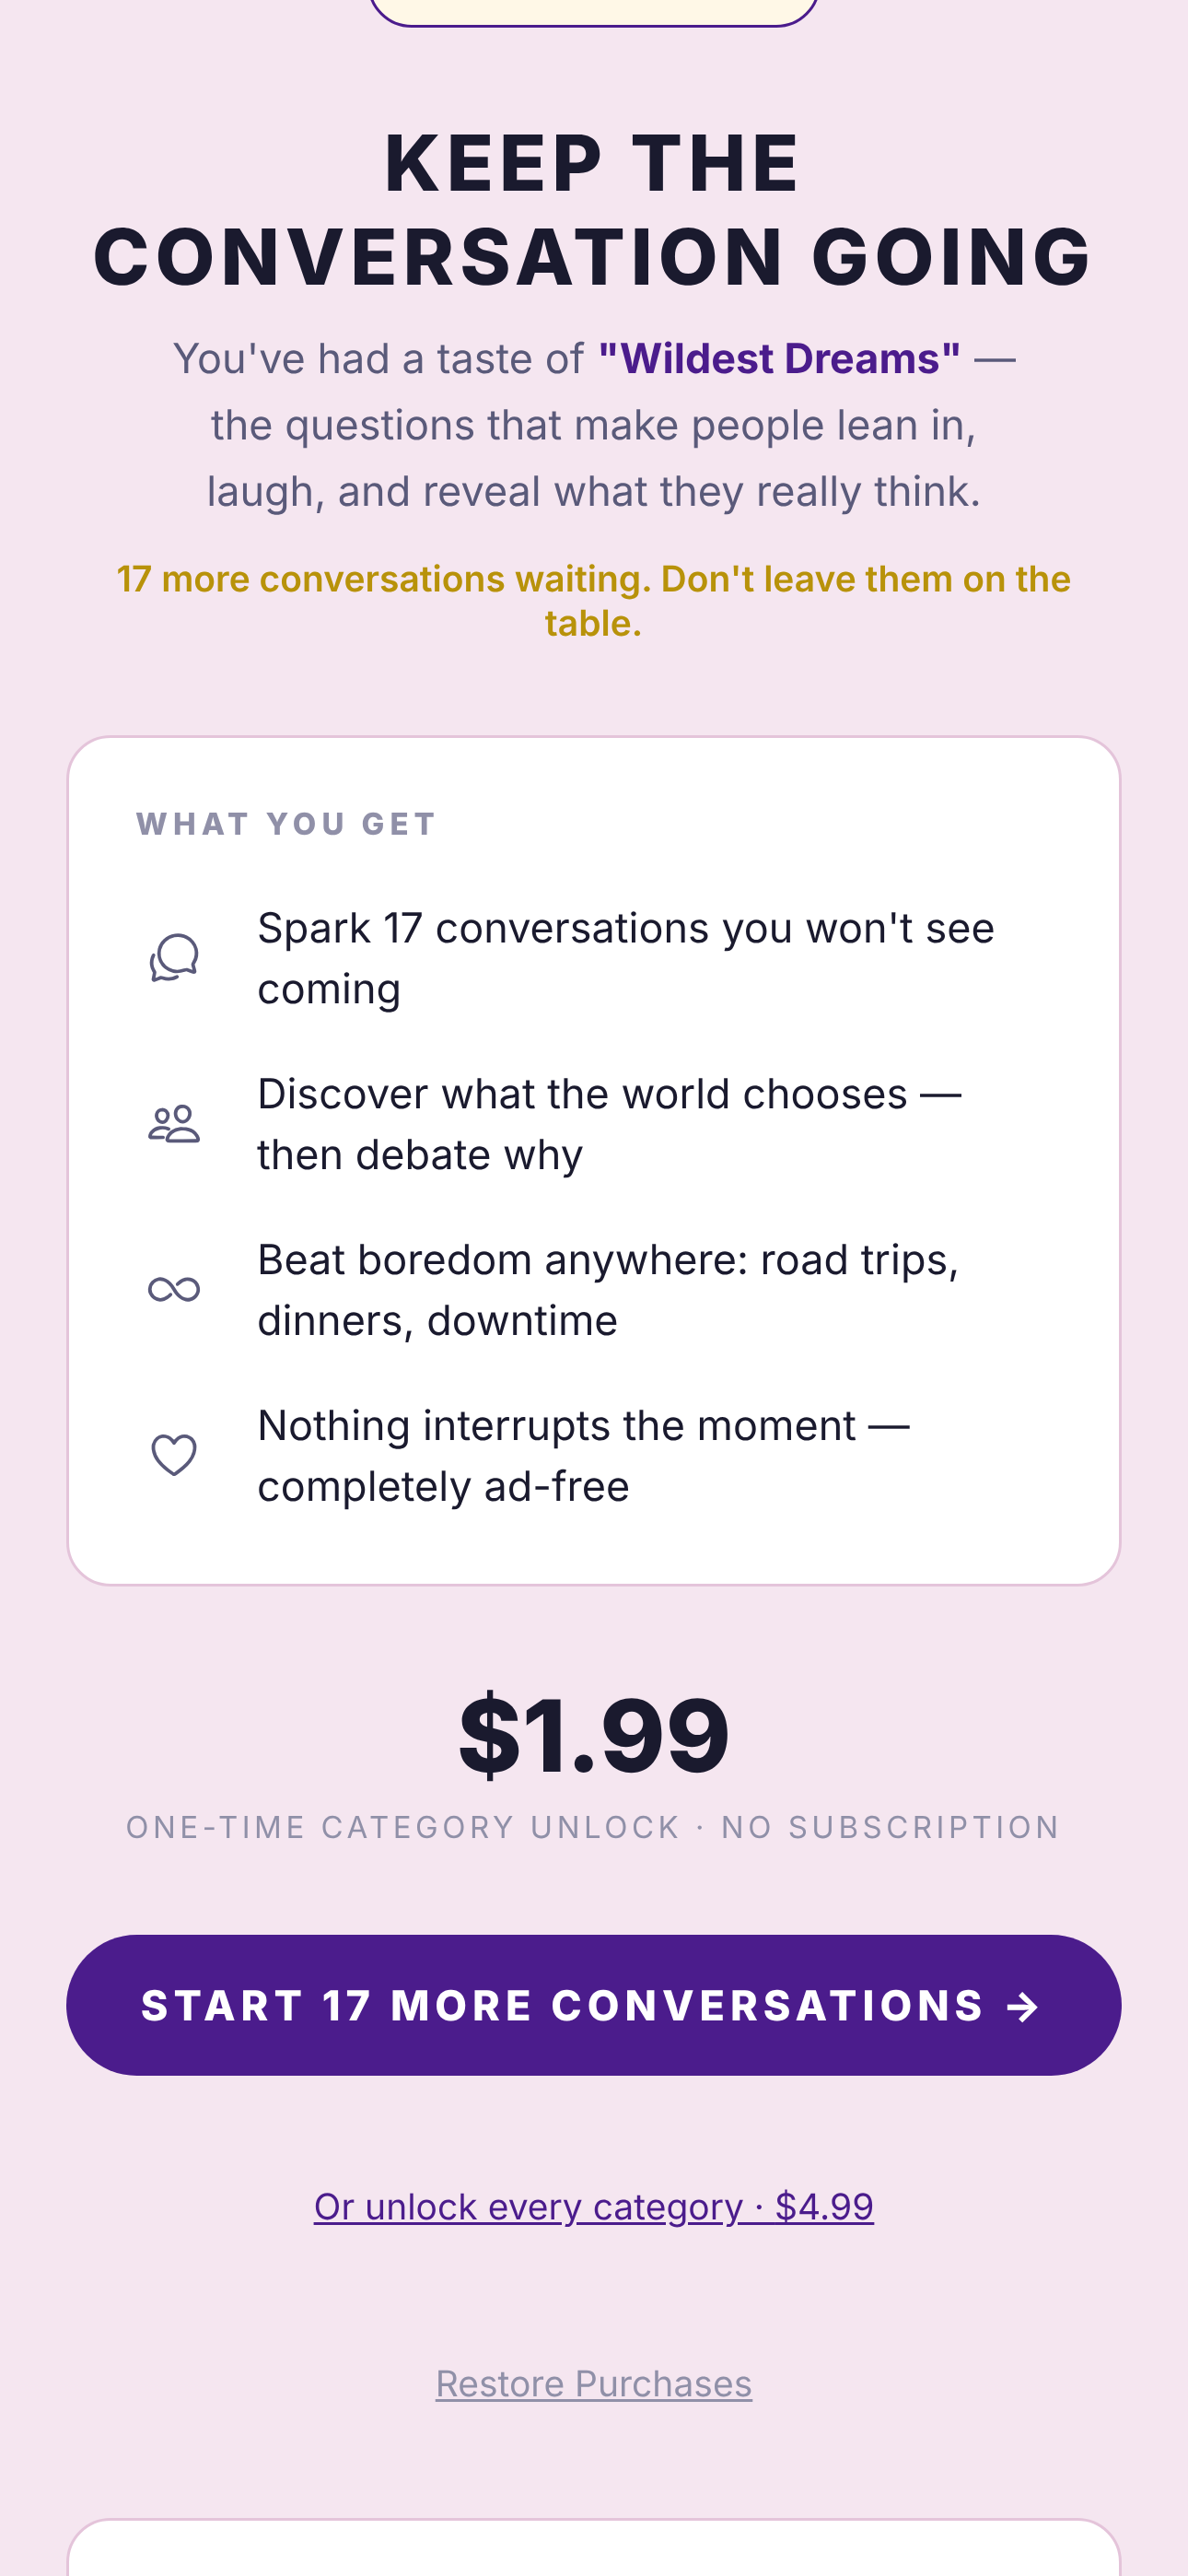 KEEP THE
CONVERSATION GOING
You've had a taste of "Wildest Dreams" —
the questions that make people lean in,
laugh, and reveal what they really think.
17 more conversations waiting. Don't leave them on the
table.
WHAT YOU GET
Spark 17 conversations you won't see
coming
Discover what the world chooses —
then debate why
Beat boredom anywhere: road trips,
dinners, downtime
Nothing interrupts the moment —
completely ad-free
$1.99
ONE-TIME CATEGORY UNLOCK · NO SUBSCRIPTION
START 17 MORE CONVERSATIONS →
Or unlock every category · $4.99
Restore Purchases